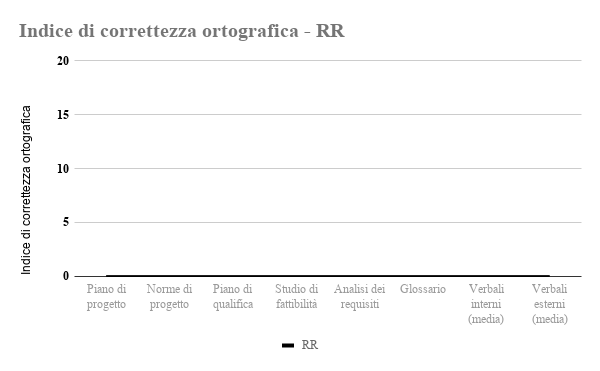 Indice di correttezza ortografica - RR
Indice di correttezza ortografica
20
15
10
5
0
Piano di
progetto
Norme di
progetto
Piano di
qualifica
Studio di
fattibilità
Analisi dei
requisiti
Glossario
Verbali
interni
(media)
Verbali
esterni
(media)
RR